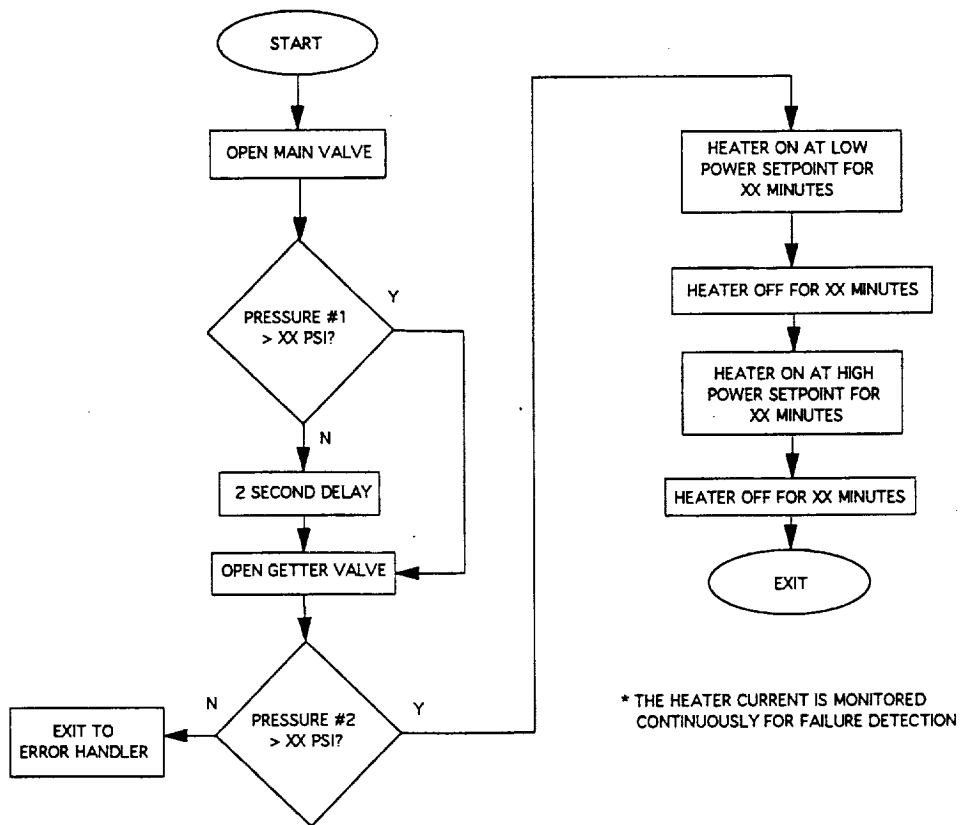 START
OPEN MAIN VALVE
PRESSURE #1
> XX PSI?
Y
N
2 SECOND DELAY
OPEN GETTER VALVE
PRESSURE #2
> XX PSI?
N
Y
EXIT TO
ERROR HANDLER
HEATER ON AT LOW
POWER SETPOINT FOR
XX MINUTES
HEATER OFF FOR XX MINUTES
HEATER ON AT HIGH
POWER SETPOINT FOR
XX MINUTES
HEATER OFF FOR XX MINUTES
EXIT
* THE HEATER CURRENT IS MONITORED
CONTINUOUSLY FOR FAILURE DETECTION